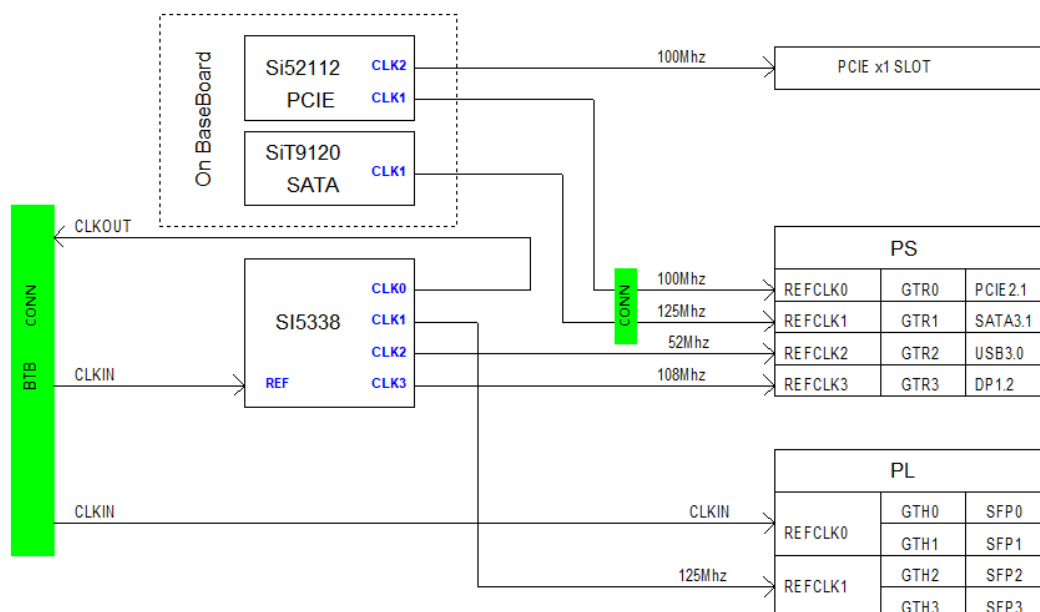 On BaseBoard
Si52112
PCIE
CLK2
CLK1
SiT9120
SATA
CLK1
100Mhz
PCIE x1 SLOT
BTB CONN
CLKOUT
CLKIN
CLKIN
SI5338
REF
CLK0
CLK1
CLK2
CLK3
CONN
100Mhz
125Mhz
52Mhz
108Mhz
PS
REFCLK0 GTR0 PCIE2.1
REFCLK1 GTR1 SATA3.1
REFCLK2 GTR2 USB3.0
REFCLK3 GTR3 DP1.2
CLKIN
125Mhz
PL
REFCLK0
GTH0 SFP0
GTH1 SFP1
REFCLK1
GTH2 SFP2
GTH3 SFP3